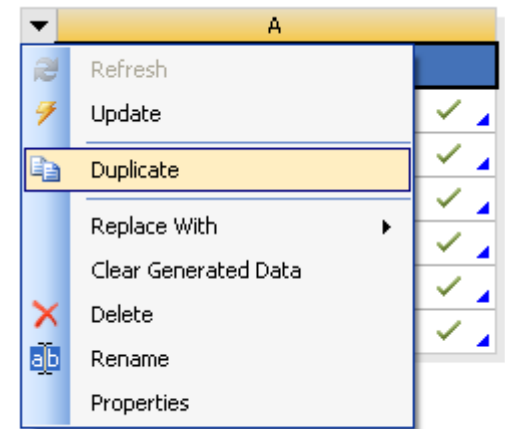 A
Refresh
Update
Duplicate
Replace With
Clear Generated Data
Delete
Rename
Properties